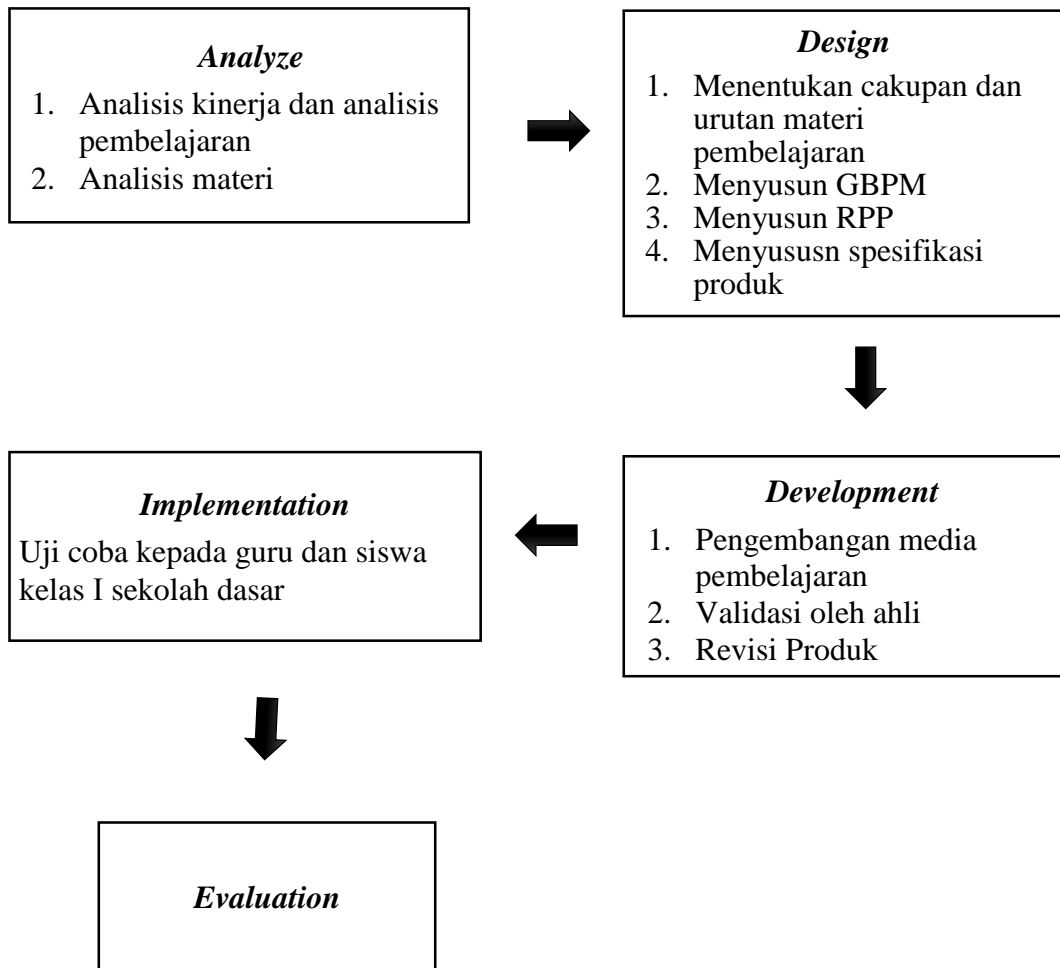 Analyze
1. Analisis kinerja dan analisis
pembelajaran
2. Analisis materi
Design
1. Menentukan cakupan dan
urutan materi
pembelajaran
2. Menyusun GBPM
3. Menyusun RPP
4. Menyususn spesifikasi
produk
Development
1. Pengembangan media
pembelajaran
2. Validasi oleh ahli
3. Revisi Produk
Implementation
Uji coba kepada guru dan siswa
kelas I sekolah dasar
Evaluation